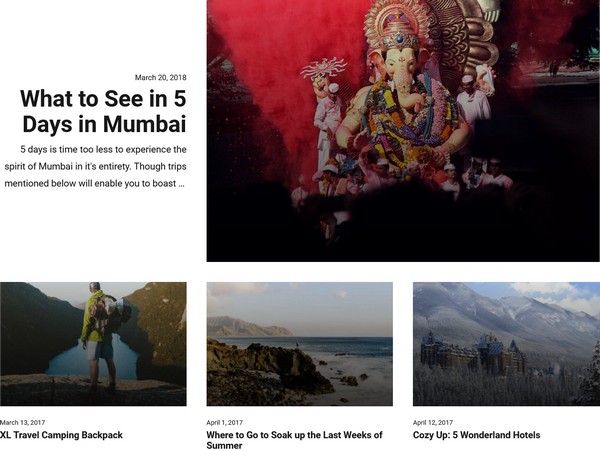 March 20, 2018
What to See in 5
Days in Mumbai
5 days is time too less to experience the
spirit of Mumbai in it's entirety. Though trips
mentioned below will enable you to boast ...
March 13, 2017
XL Travel Camping Backpack
April 1, 2017
Where to Go to Soak up the Last Weeks of
Summer
April 12, 2017
Cozy Up: 5 Wonderland Hotels